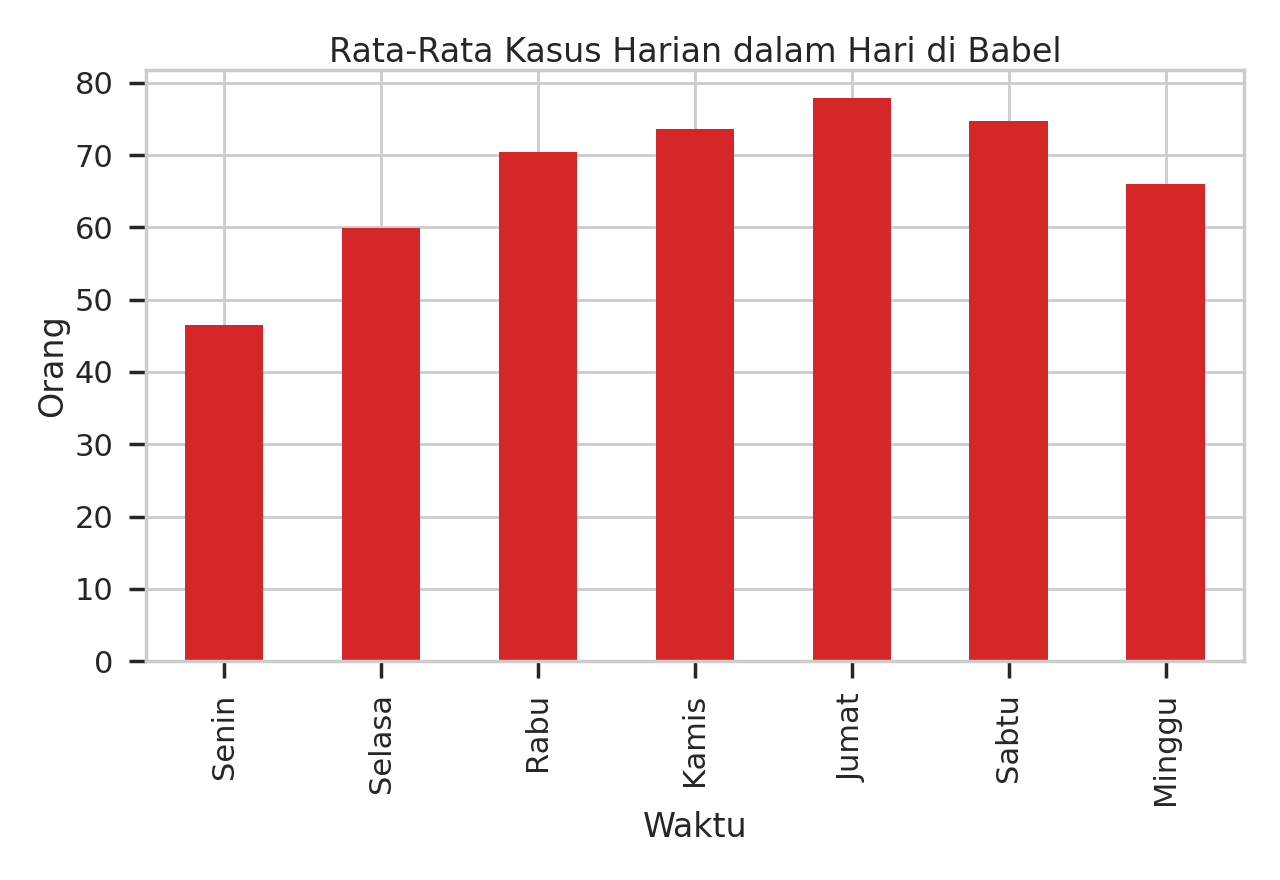 Rata-Rata Kasus Harian dalam Hari di Babel
80
70
60
50
40
30
20
10
0
Orang
Senin
Selasa
Rabu
Kamis
Jumat
Sabtu
Minggu
Waktu